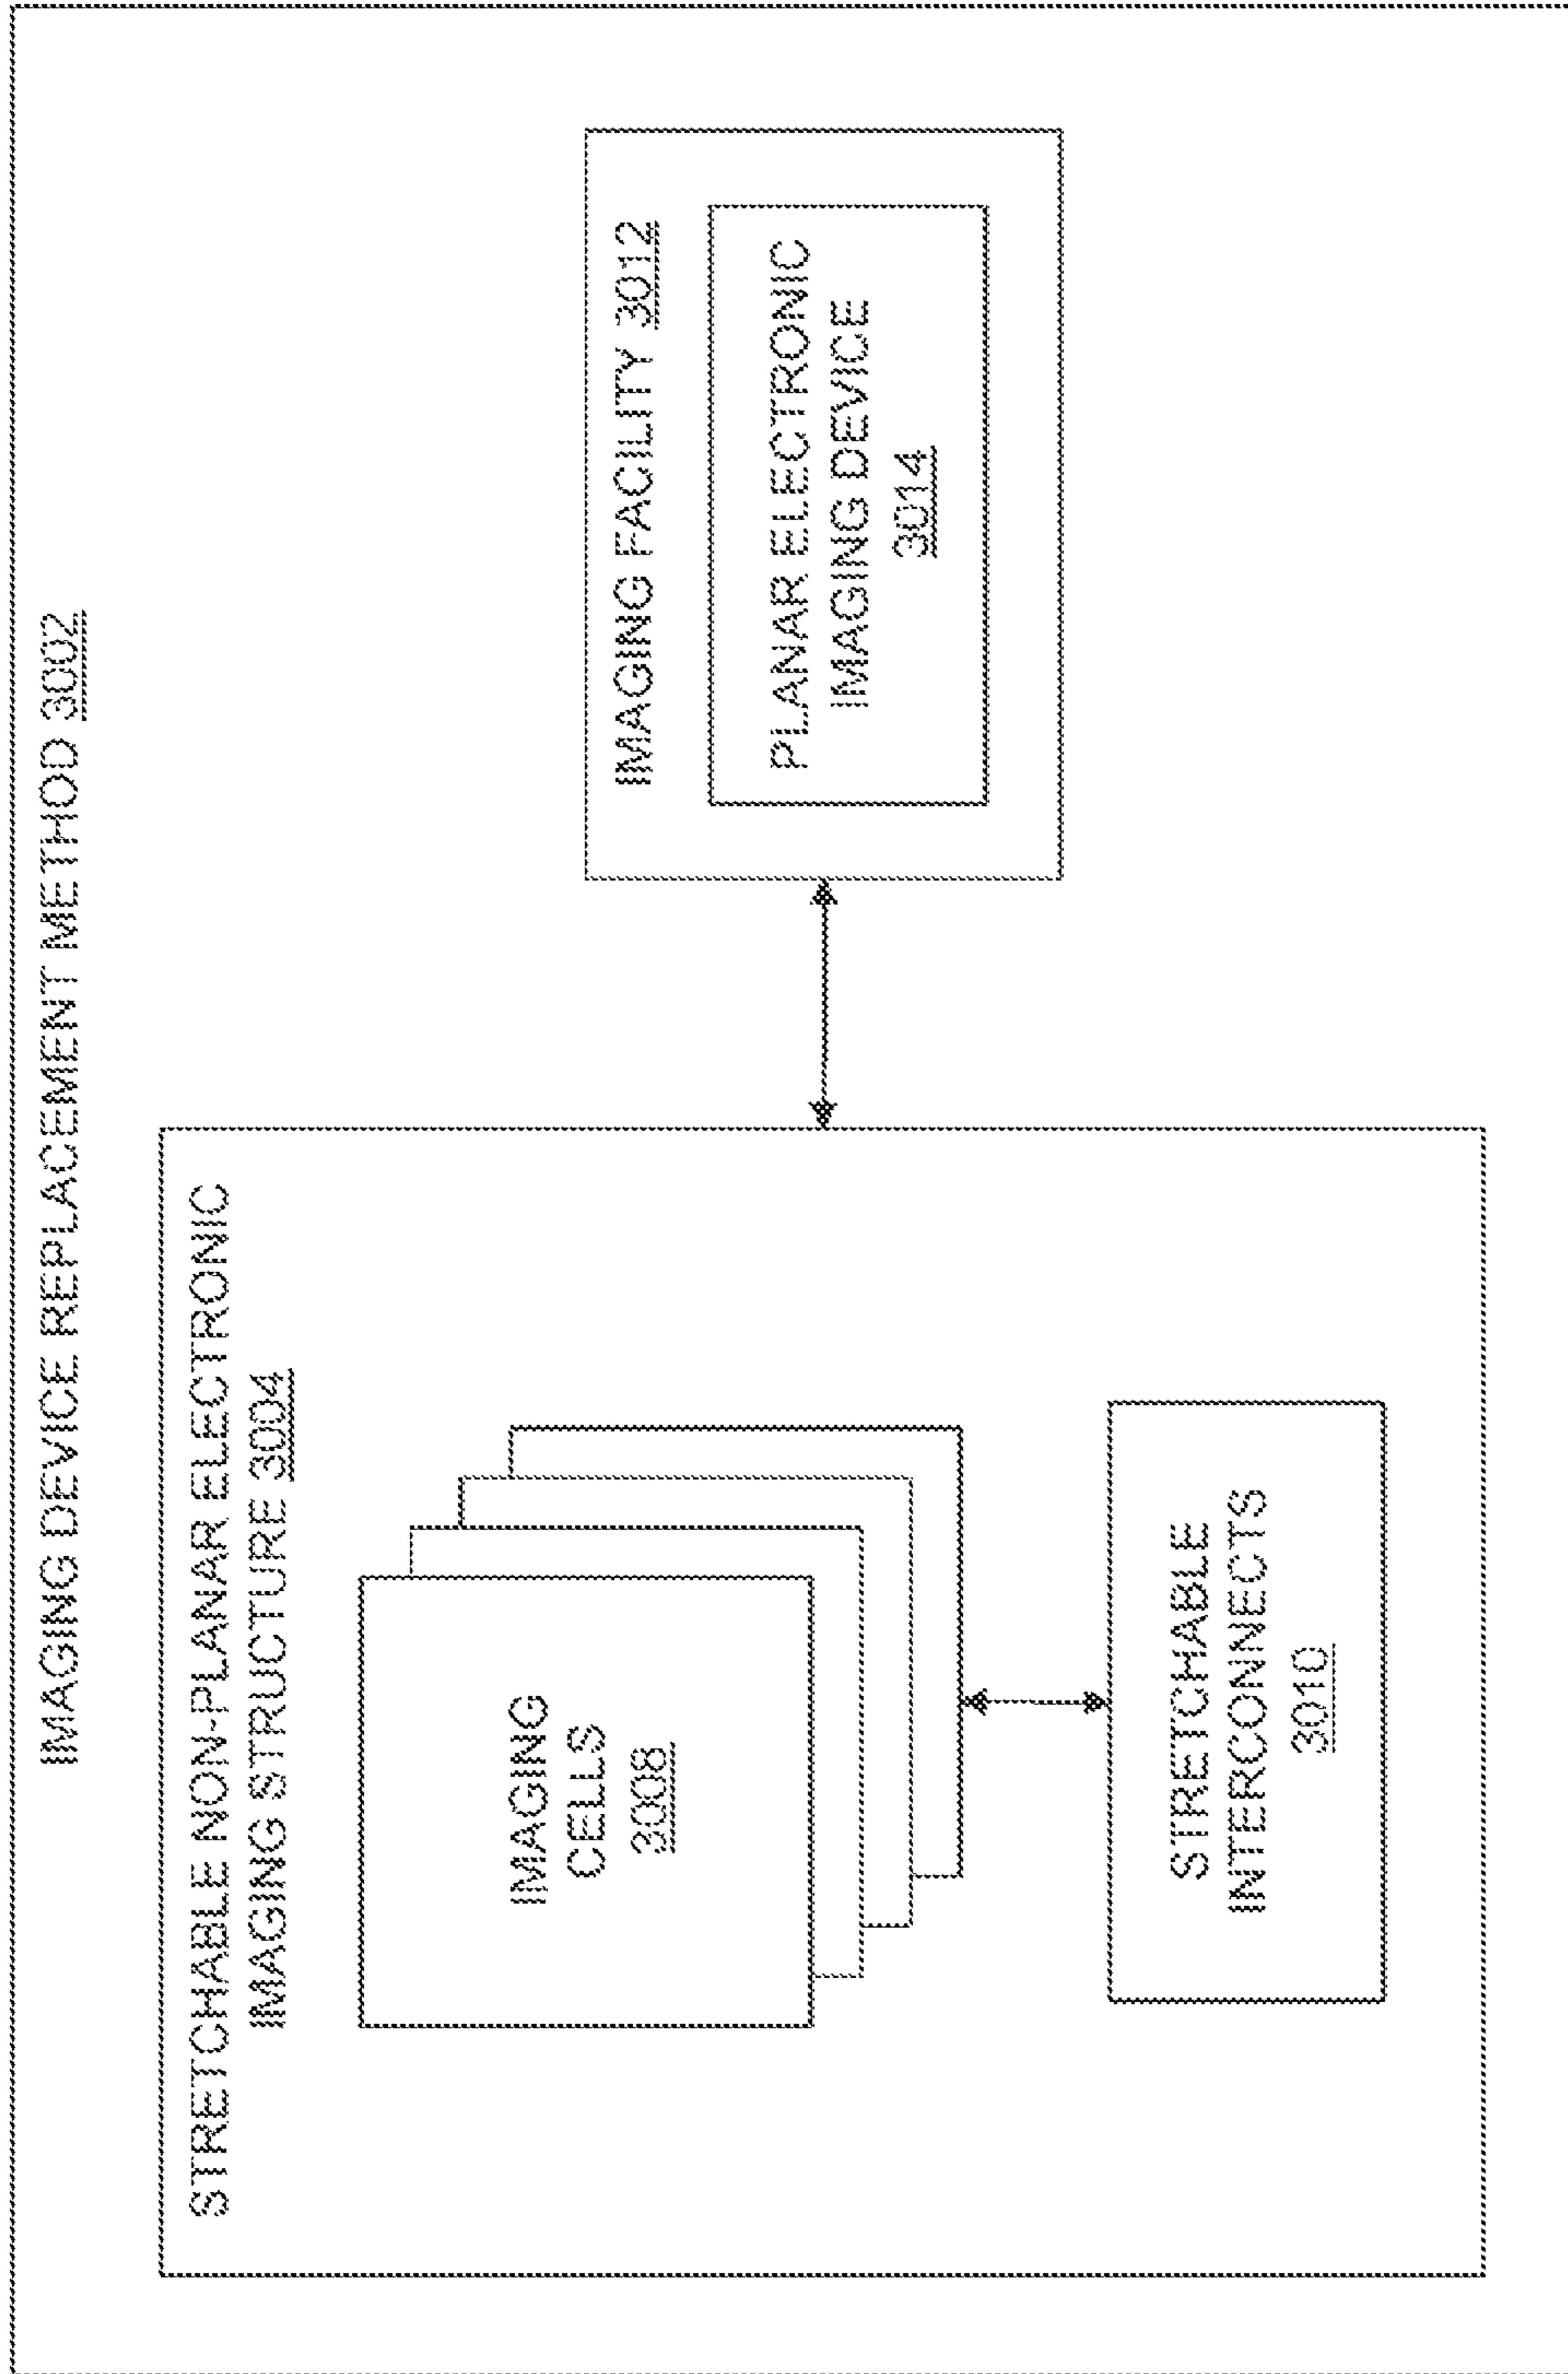 IMAGING DEVICE REPLACEMENT METHOD 3002
STRETCHABLE NON-PLANAR ELECTRONIC
IMAGING STRUCTURE 3004
IMAGING
CELLS
3008
STRETCHABLE
INTERCONNECTS
3010
IMAGING FACILITY 3012
PLANAR ELECTRONIC
IMAGING DEVICE
3014